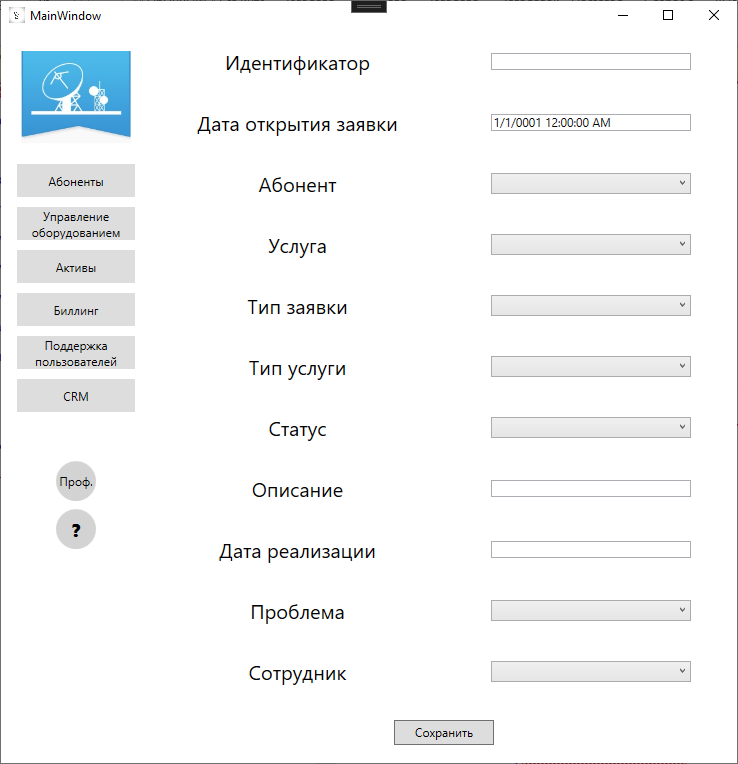 MainWindow
Абоненты
Управление
оборудованием
Активы
Биллинг
Поддержка
пользователей
CRM
Проф.
?
Идентификатор
Дата открытия заявки
1/1/0001 12:00:00 AM
Абонент
Услуга
Тип заявки
Тип услуги
Статус
Описание
Дата реализации
Проблема
Сотрудник
Сохранить